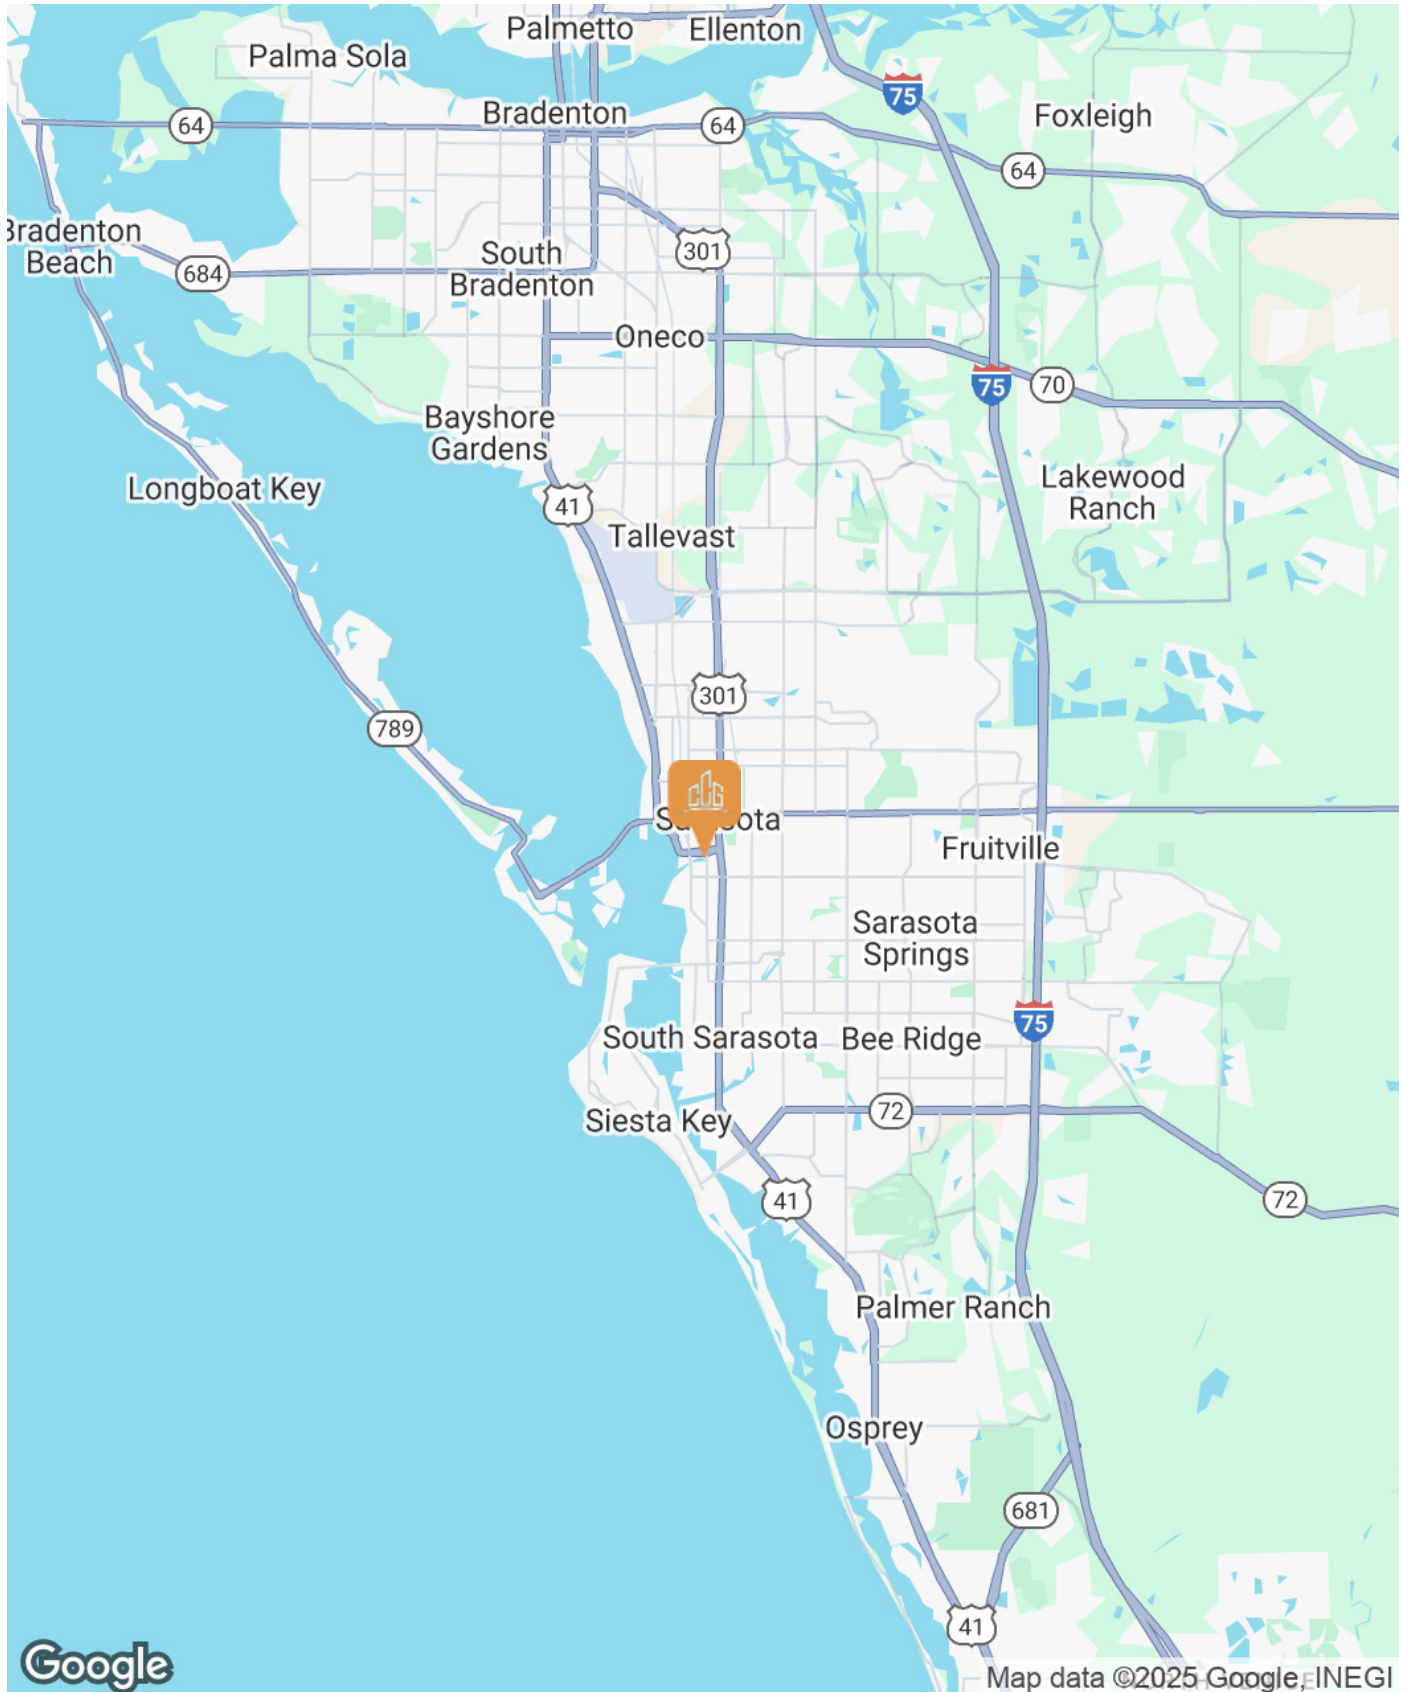 Palmetto
Ellenton
Palma Sola
75
Bradenton
64
64
Foxleigh
64
Bradenton
Beach
684
South
Bradenton
301
Oneco
75
70
Bayshore
Gardens
Longboat Key
41
Lakewood
Ranch
Tallevast
301
789
CCG
Fruitville
Sarasota
Springs
75
South Sarasota
Bee Ridge
72
Siesta Key
41
72
Palmer Ranch
Osprey
681
41
Google
Map data ©2025 Google, INEGI